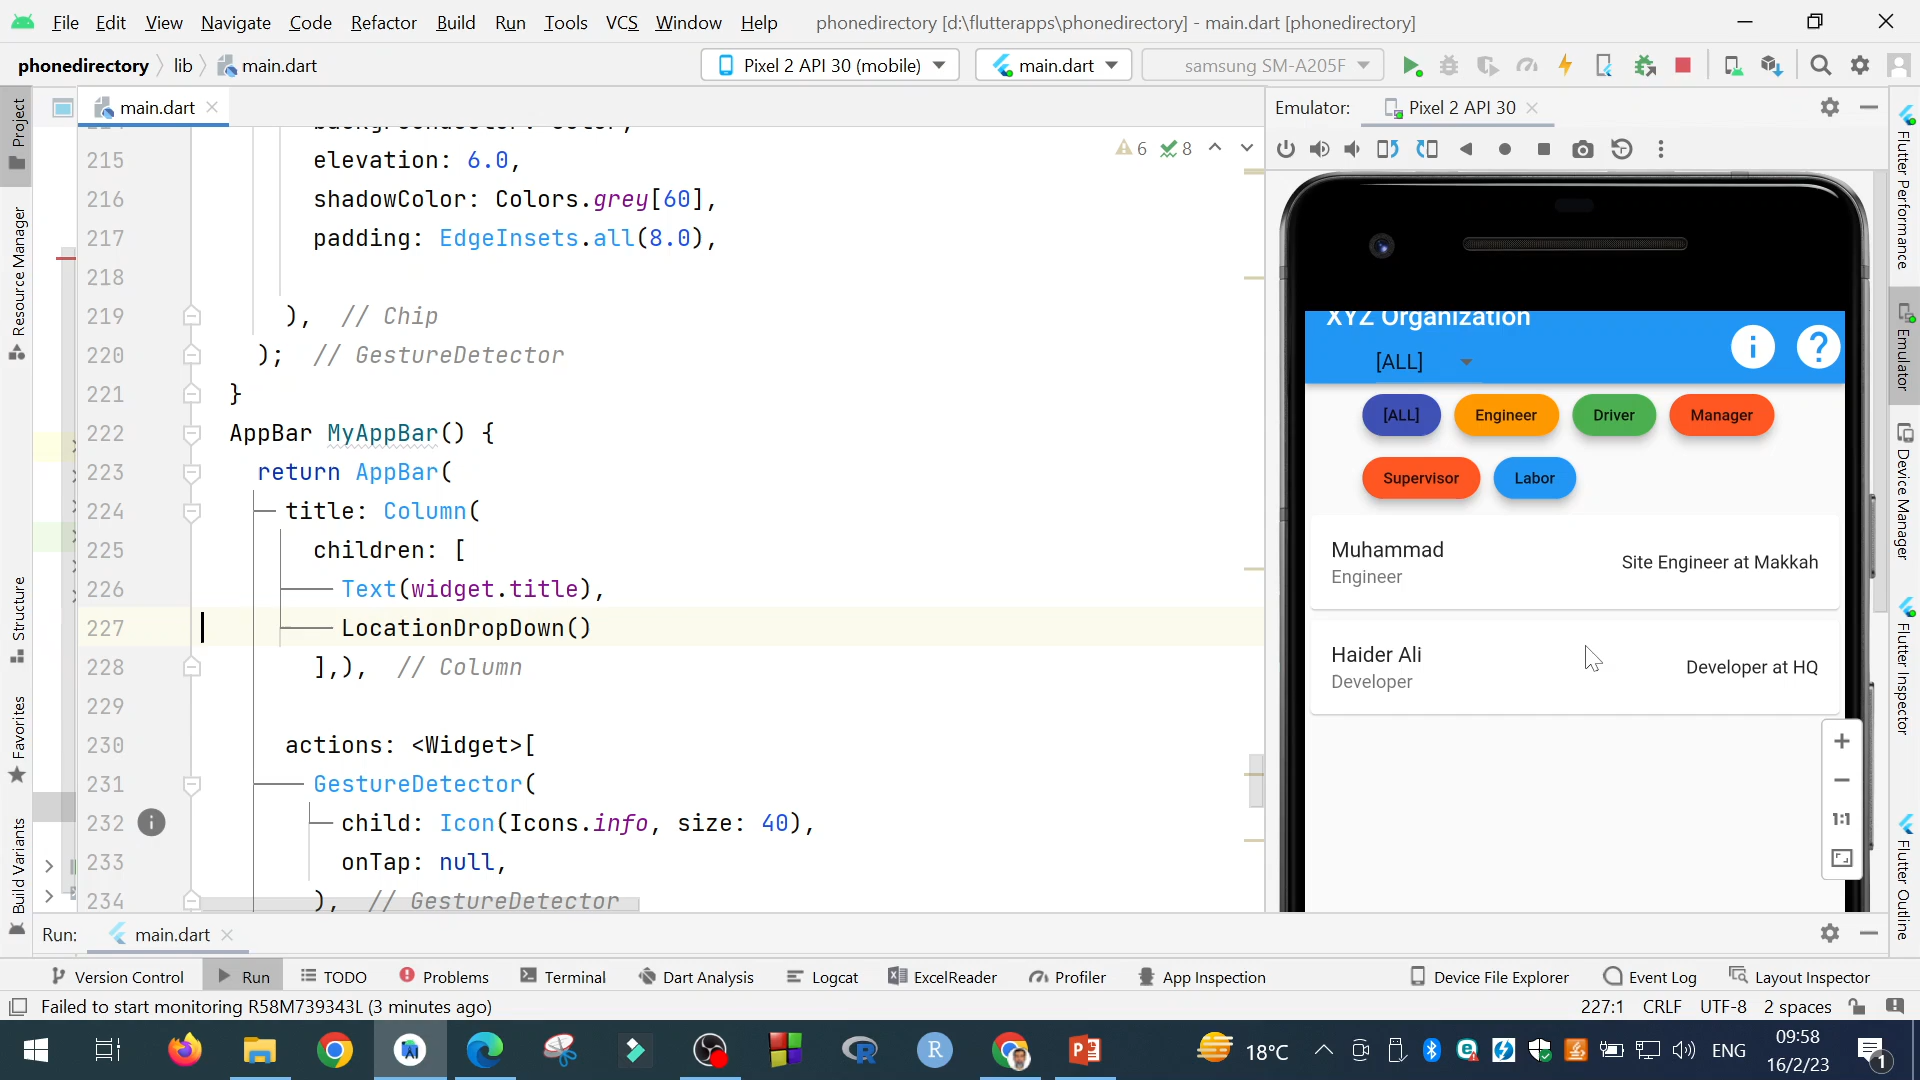 File Edit View Navigate Code Refactor Build Run Tools VCS Window Help phonedirectory [d:\flutterapps\phonedirectory] - main.dart [phonedirectory]
phonedirectory lib main.dart Pixel 2 API 30 (mobile) main.dart samsung SM-A205F
Project
Resource Manager
Structure
Favorites
Build Variants
main.dart
6 8
215 elevation: 6.0,
216 shadowColor: Colors.grey[60],
217 padding: EdgeInsets.all(8.0),
218
219 ), // Chip
220 ); // GestureDetector
221 }
222 AppBar MyAppBar() {
223 return AppBar(
224 title: Column(
225 children: [
226 Text(widget.title),
227 LocationDropDown()
228 ],), // Column
229
230 actions: <Widget>[
231 GestureDetector(
232 child: Icon(Icons.info, size: 40),
233 onTap: null,
234 ), // GestureDetector
Emulator: Pixel 2 API 30
XYZ Organization
[ALL]
[ALL] Engineer Driver Manager
Supervisor Labor
Muhammad
Engineer
Site Engineer at Makkah
Haider Ali
Developer
Developer at HQ
1:1
Flutter Performance
Emulator
Device Manager
Flutter Inspector
Flutter Outline
Run: main.dart
Version Control Run TODO Problems Terminal Dart Analysis Logcat ExcelReader Profiler App Inspection Device File Explorer Event Log Layout Inspector
Failed to start monitoring R58M739343L (3 minutes ago) 227:1 CRLF UTF-8 2 spaces
18°C ENG 09:58
16/2/23
1